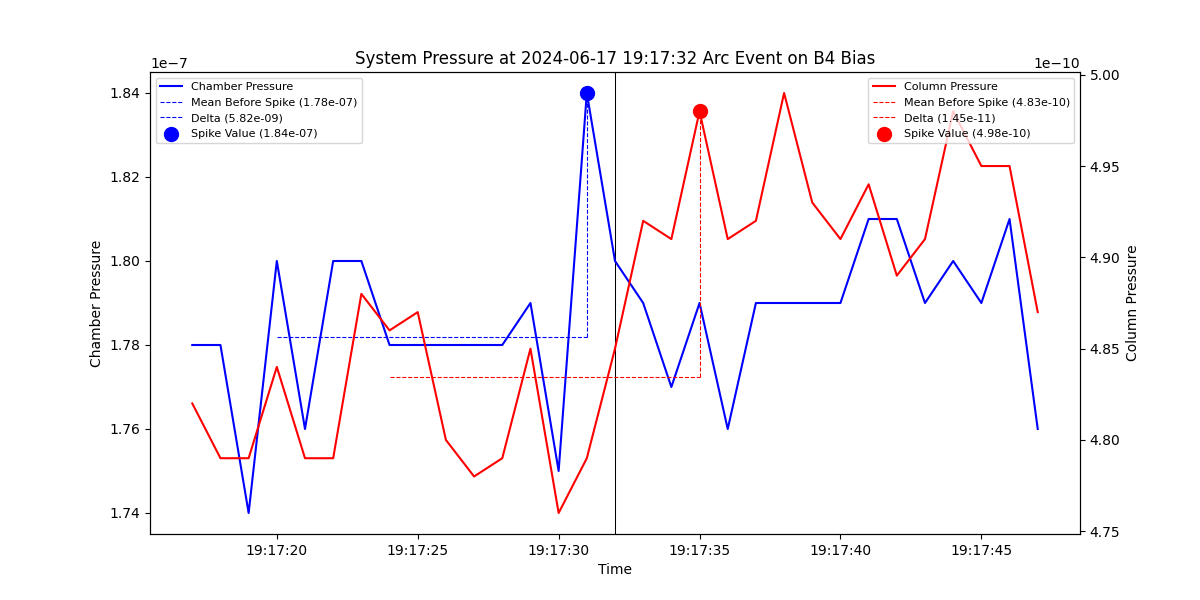 System Pressure at 2024-06-17 19:17:32 Arc Event on B4 Bias
1e−7
1e−10
Chamber Pressure
Mean Before Spike (1.78e-07)
Delta (5.82e-09)
Spike Value (1.84e-07)
Column Pressure
Mean Before Spike (4.83e-10)
Delta (1.45e-11)
Spike Value (4.98e-10)
1.84
1.82
1.80
1.78
1.76
1.74
Chamber Pressure
5.00
4.95
4.90
4.85
4.80
4.75
Column Pressure
19:17:20
19:17:25
19:17:30
19:17:35
19:17:40
19:17:45
Time